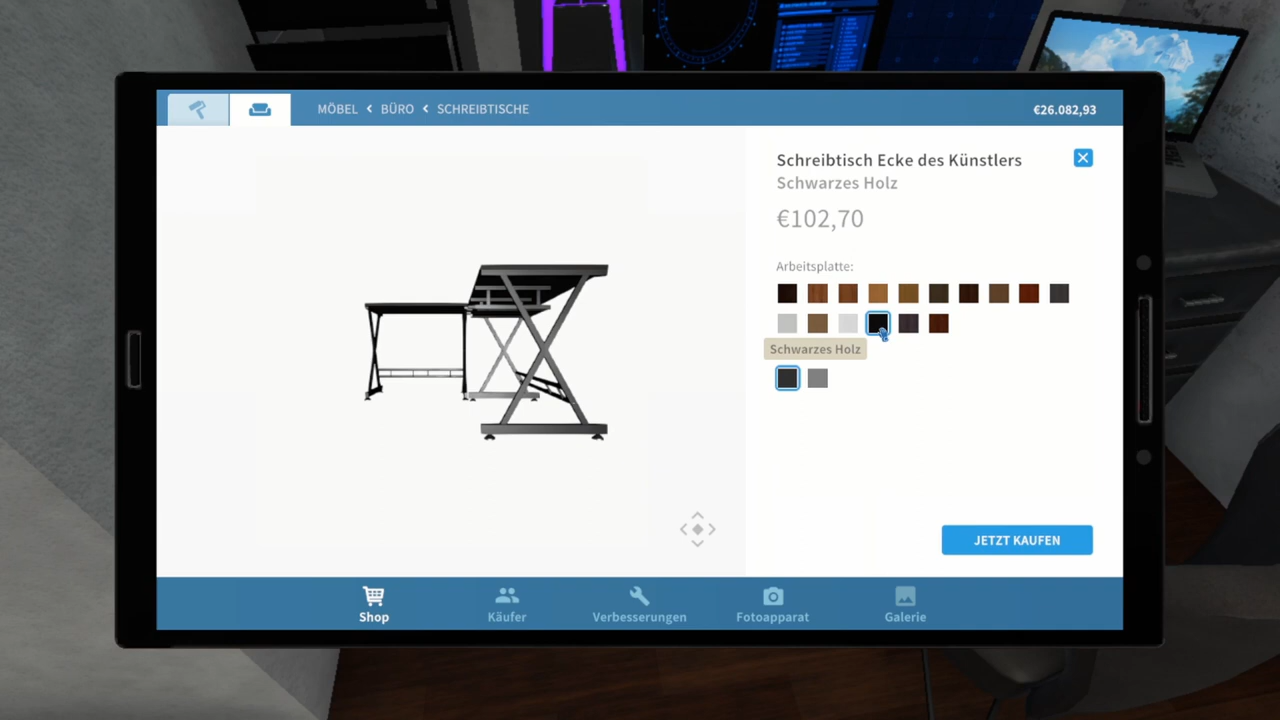 MÖBEL < BÜRO < SCHREIBTISCHE
€26.082,93
Schreibtisch Ecke des Künstlers
Schwarzes Holz
€102,70
Arbeitsplatte:
Schwarzes Holz
JETZT KAUFEN
Shop
Käufer
Verbesserungen
Fotoapparat
Galerie